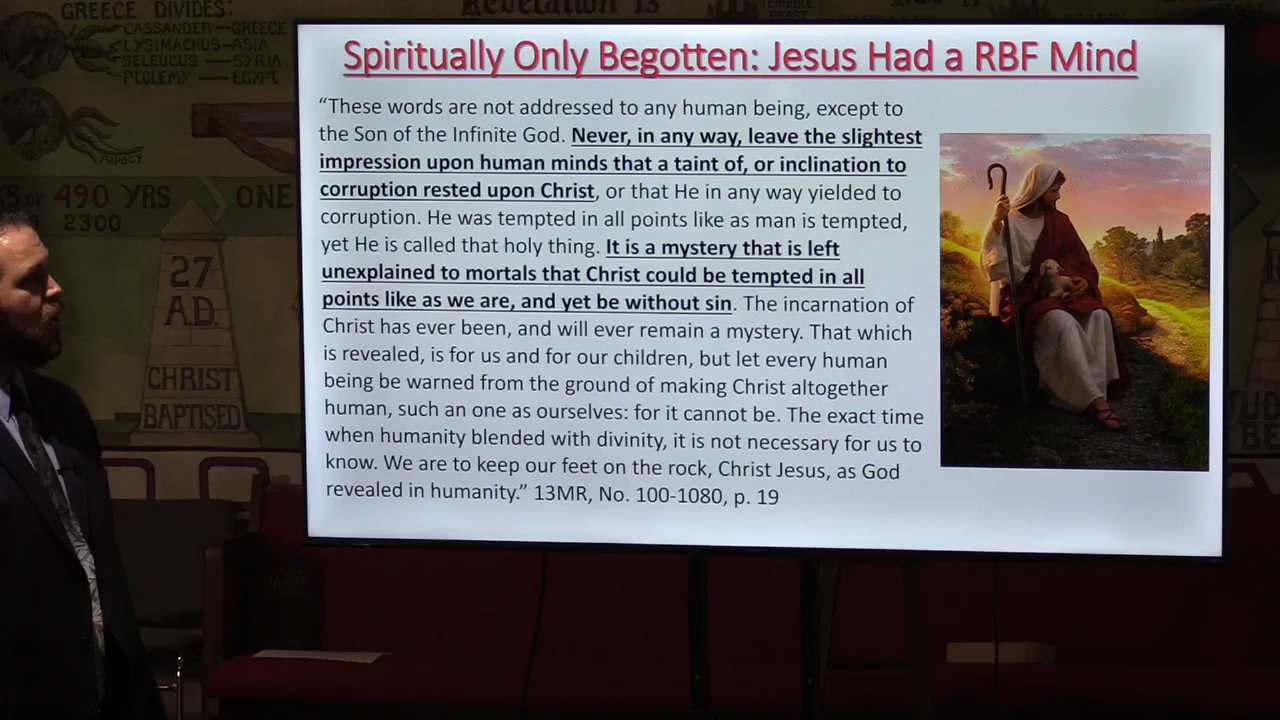 Revelation is
TERRIBLE
BEAST
GREECE DIVIDES:
CASSANDER—GREECE
LYSIMACHUS—ASIA
SELEUCUS—SYRIA
PTOLEMY—EGYPT
PAPACY
OR 490 YRS
2300
ONE
27
A.D.
CHRIST
BAPTISED
Spiritually Only Begotten: Jesus Had a RBF Mind
“These words are not addressed to any human being, except to
the Son of the Infinite God. Never, in any way, leave the slightest
impression upon human minds that a taint of, or inclination to
corruption rested upon Christ, or that He in any way yielded to
corruption. He was tempted in all points like as man is tempted,
yet He is called that holy thing. It is a mystery that is left
unexplained to mortals that Christ could be tempted in all
points like as we are, and yet be without sin. The incarnation of
Christ has ever been, and will ever remain a mystery. That which
is revealed, is for us and for our children, but let every human
being be warned from the ground of making Christ altogether
human, such an one as ourselves: for it cannot be. The exact time
when humanity blended with divinity, it is not necessary for us to
know. We are to keep our feet on the rock, Christ Jesus, as God
revealed in humanity.” 13MR, No. 100-1080, p. 19